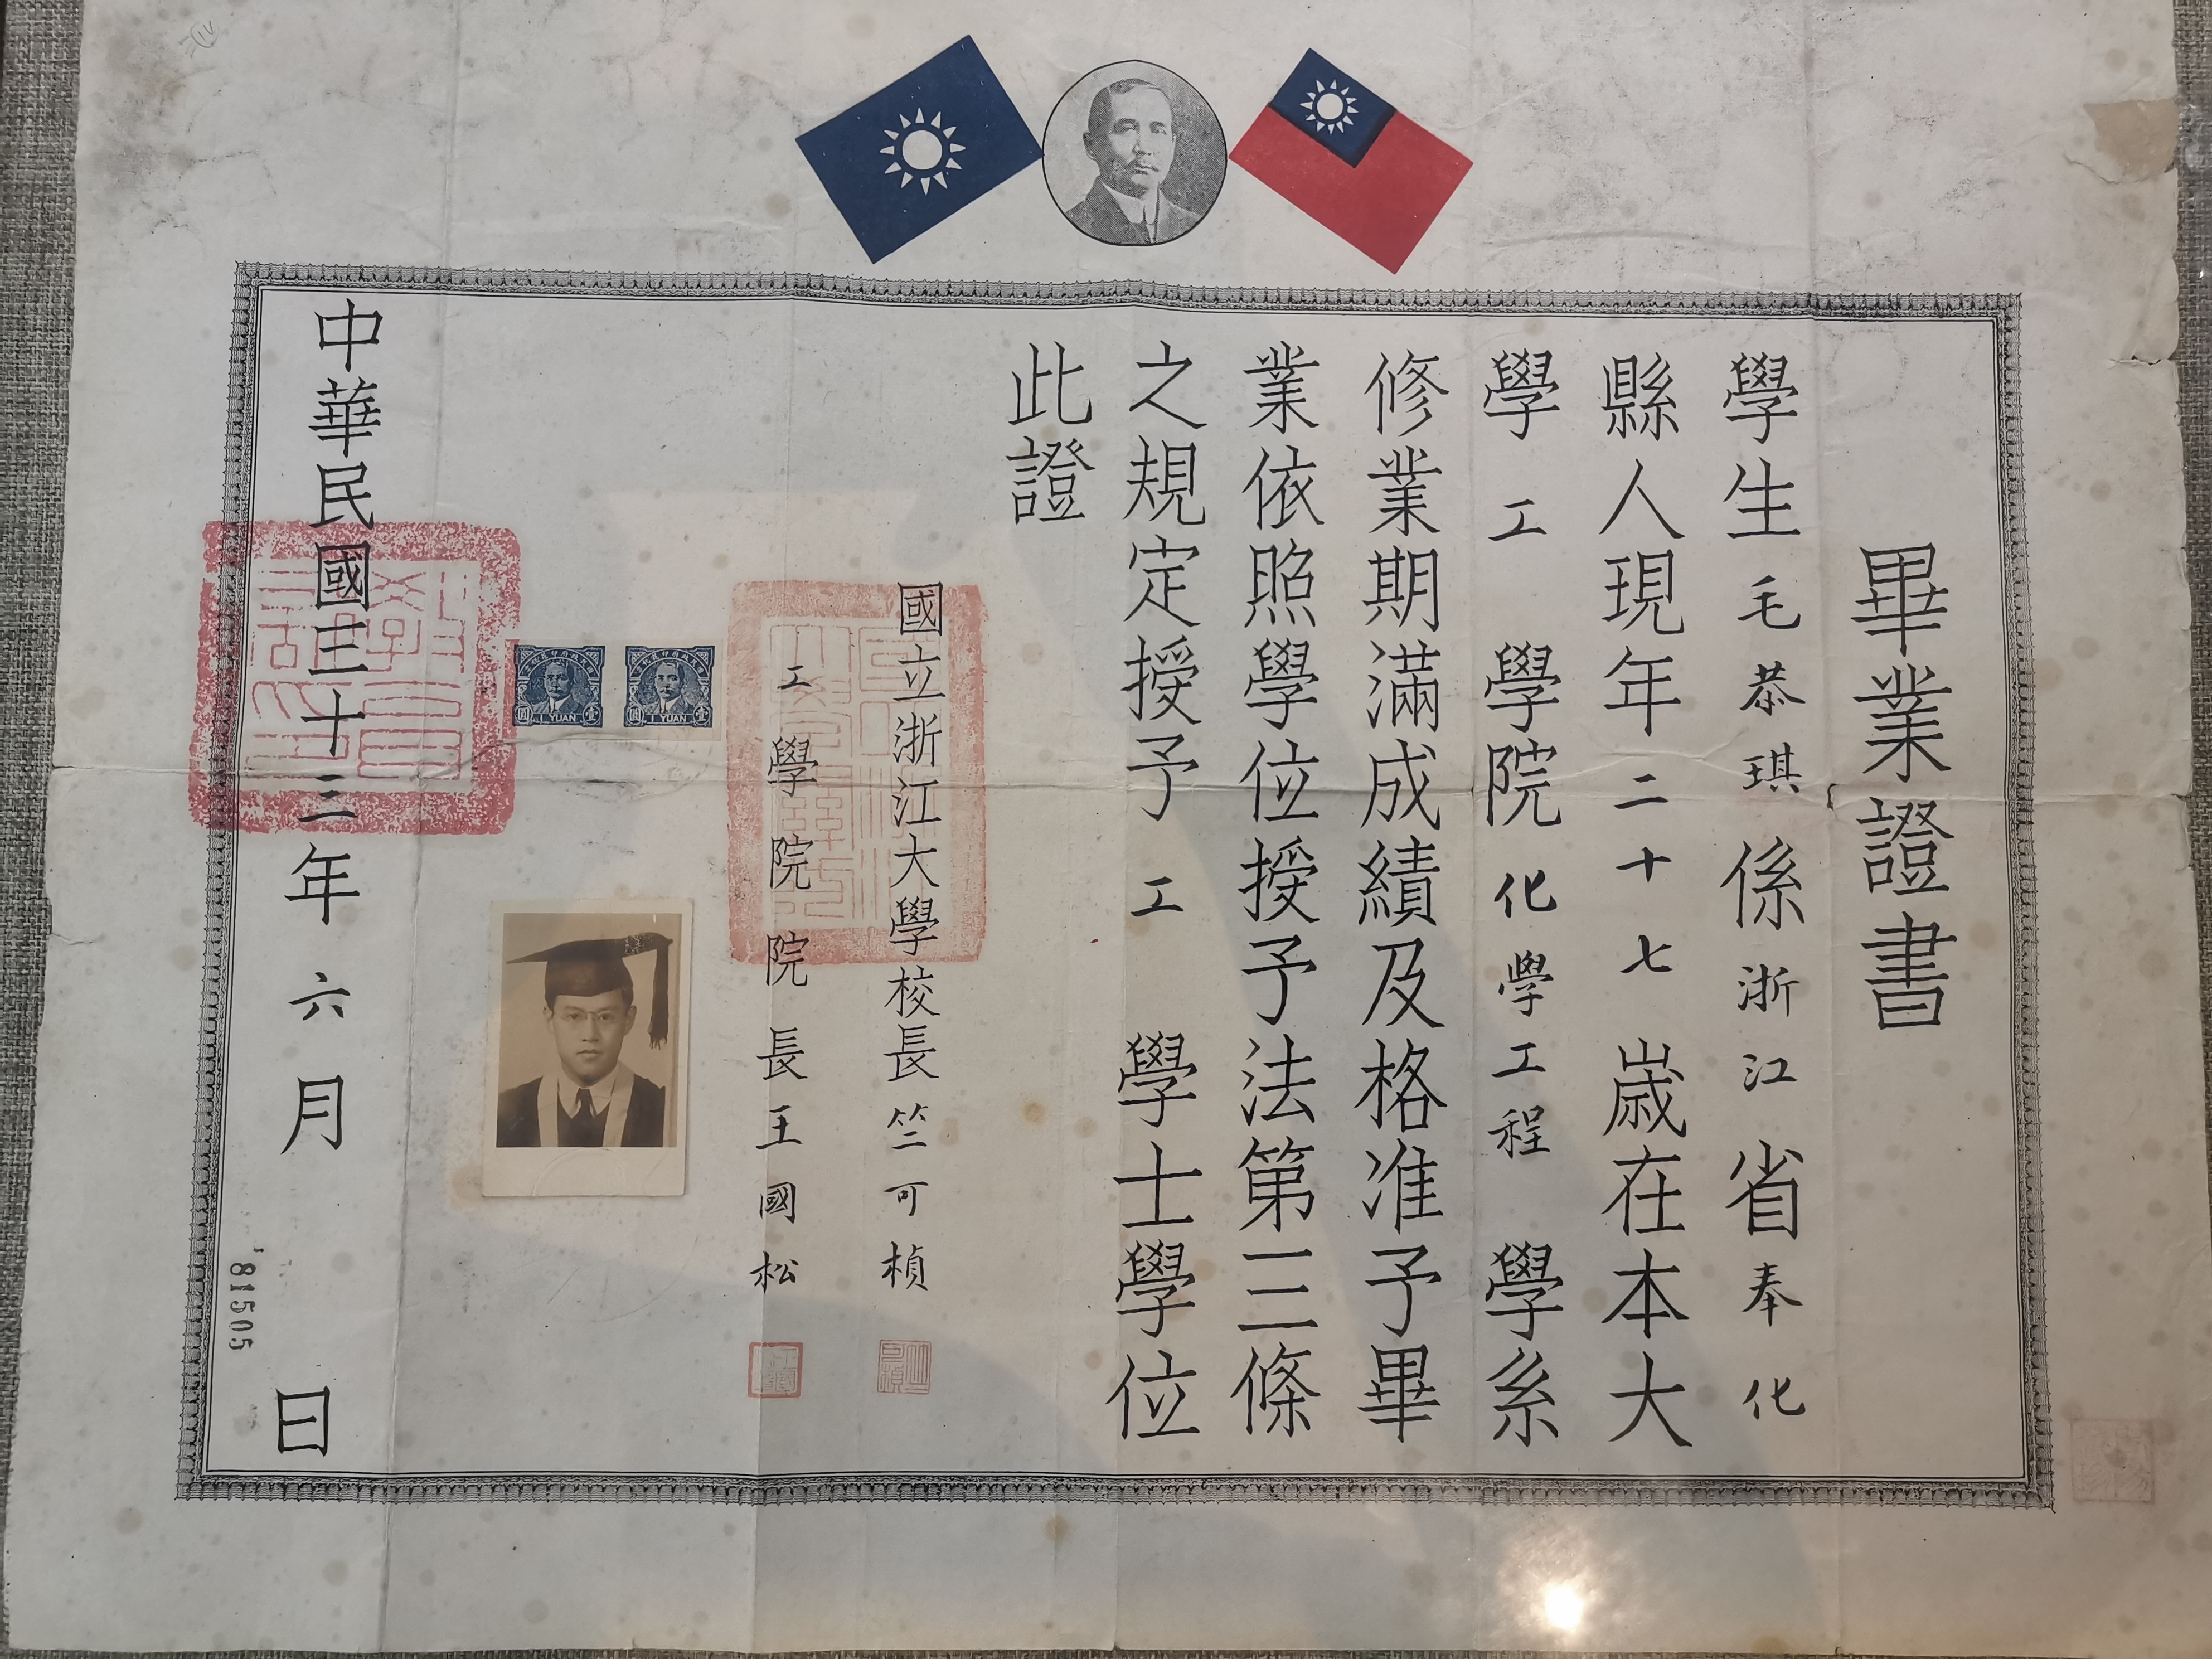 畢業證書
學生毛恭琪係浙江省奉化
縣人現年二十七歲在本大
學工學院化學工程學系
修業期滿成績及格准予畢
業依照學位授予法第三條
之規定授予工學士學位
此證
國立浙江大學校長竺可楨
工學院院長王國松
1 YUAN
1 YUAN
中華民國三十三年六月 日
81505